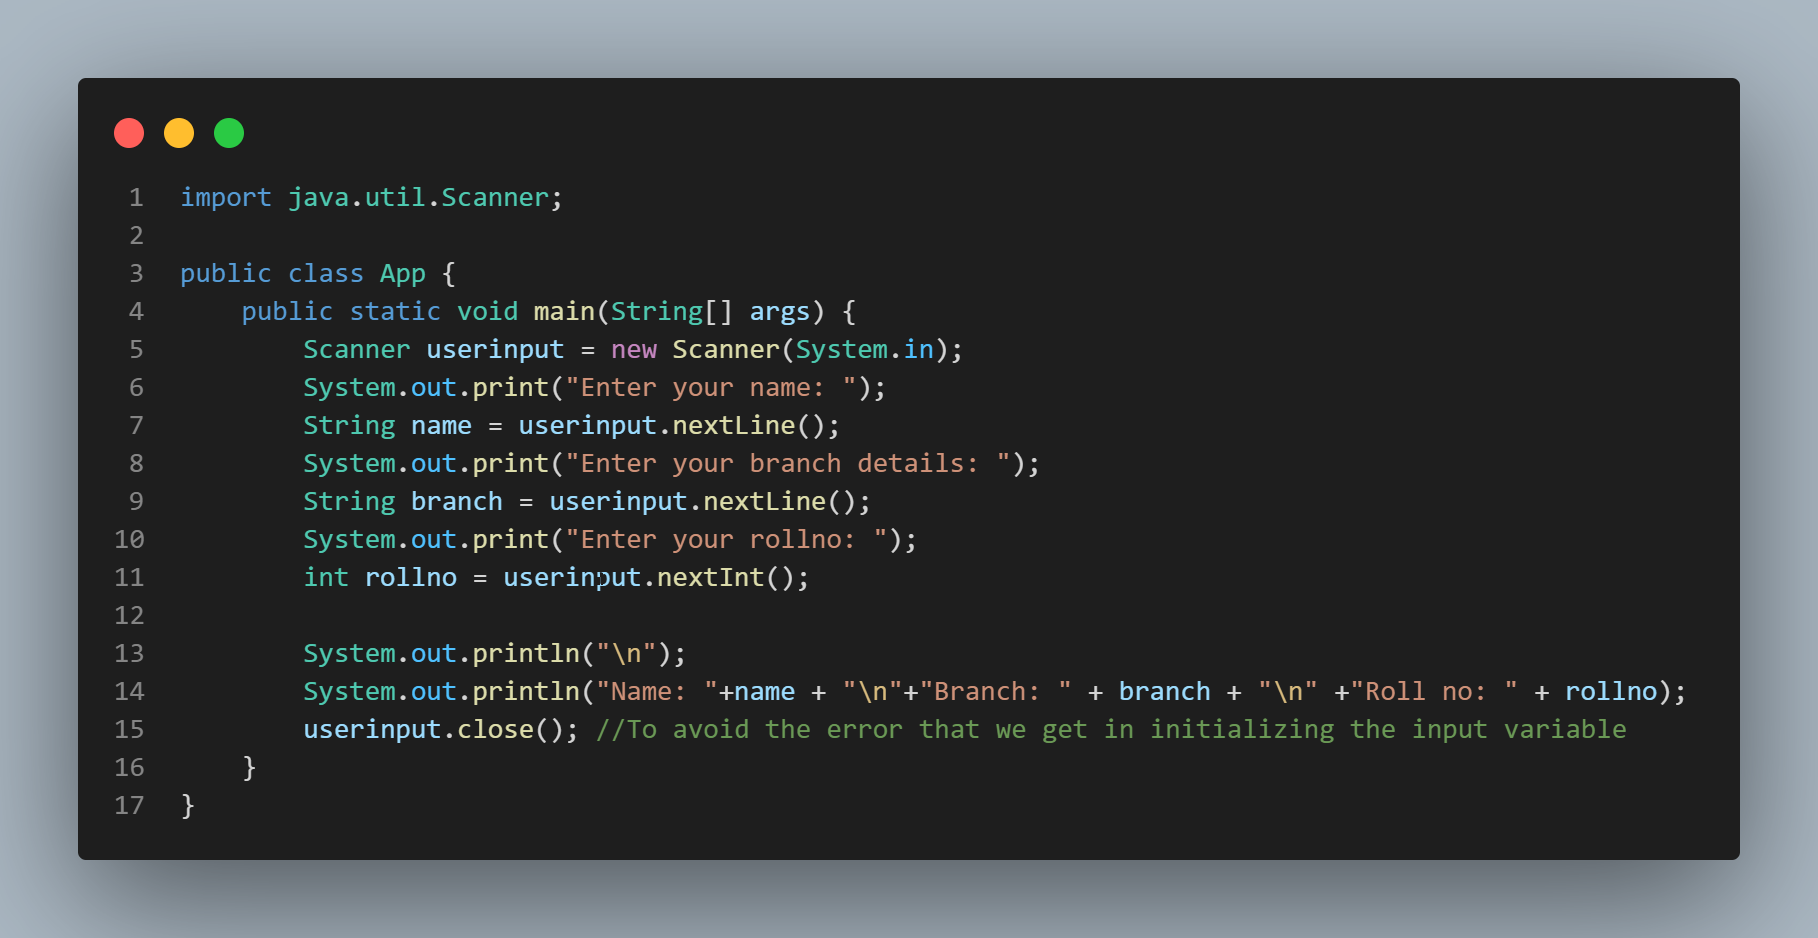 1 import java.util.Scanner;
2
3 public class App {
4     public static void main(String[] args) {
5         Scanner userinput = new Scanner(System.in);
6         System.out.print("Enter your name: ");
7         String name = userinput.nextLine();
8         System.out.print("Enter your branch details: ");
9         String branch = userinput.nextLine();
10         System.out.print("Enter your rollno: ");
11         int rollno = userinput.nextInt();
12
13         System.out.println("\n");
14         System.out.println("Name: "+name + "\n"+"Branch: " + branch + "\n" +"Roll no: " + rollno);
15         userinput.close(); //To avoid the error that we get in initializing the input variable
16     }
17 }